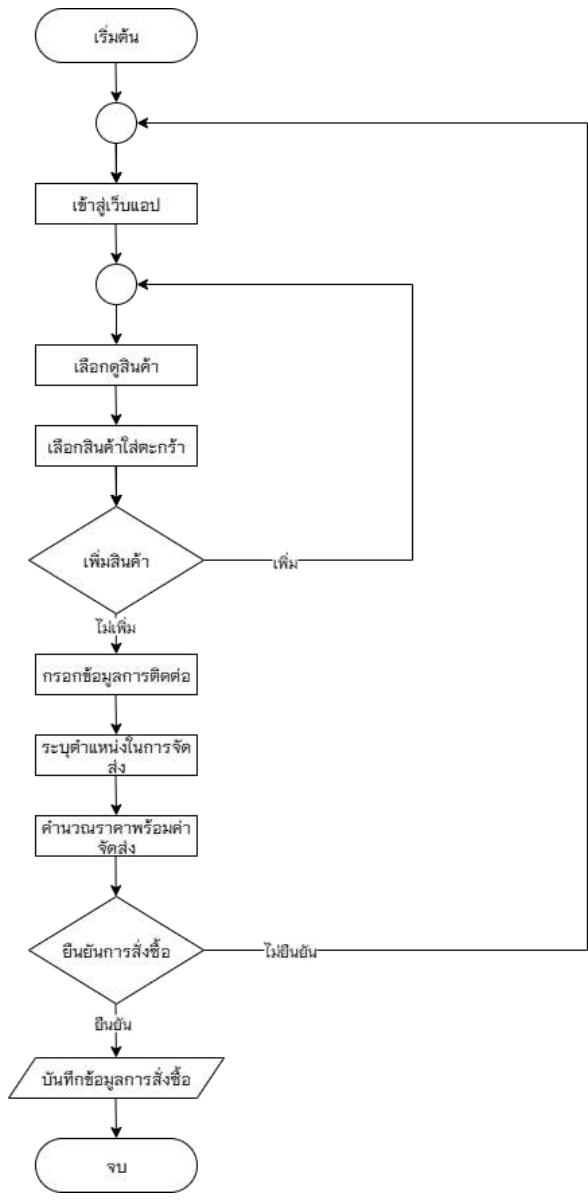 เริ่มต้น
เข้าสู่เว็บแอป
เลือกดูสินค้า
เลือกสินค้าใส่ตะกร้า
เพิ่มสินค้า
เพิ่ม
ไม่เพิ่ม
กรอกข้อมูลการติดต่อ
ระบุตำแหน่งในการจัด
ส่ง
คำนวณราคาพร้อมค่า
จัดส่ง
ยืนยันการสั่งซื้อ
ไม่ยืนยัน
ยืนยัน
บันทึกข้อมูลการสั่งซื้อ
จบ